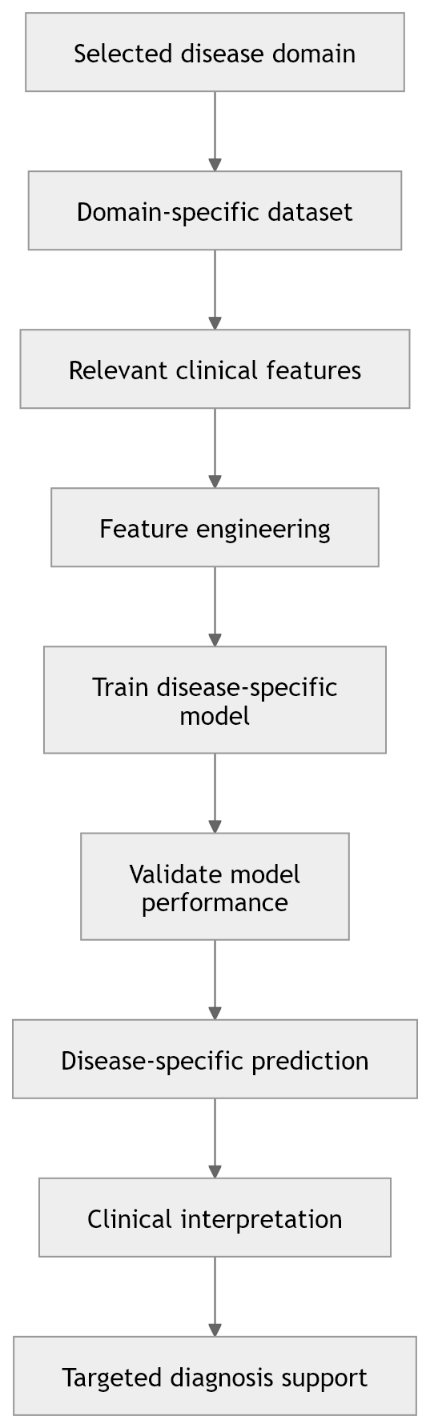 Selected disease domain
Domain-specific dataset
Relevant clinical features
Feature engineering
Train disease-specific
model
Validate model
performance
Disease-specific prediction
Clinical interpretation
Targeted diagnosis support